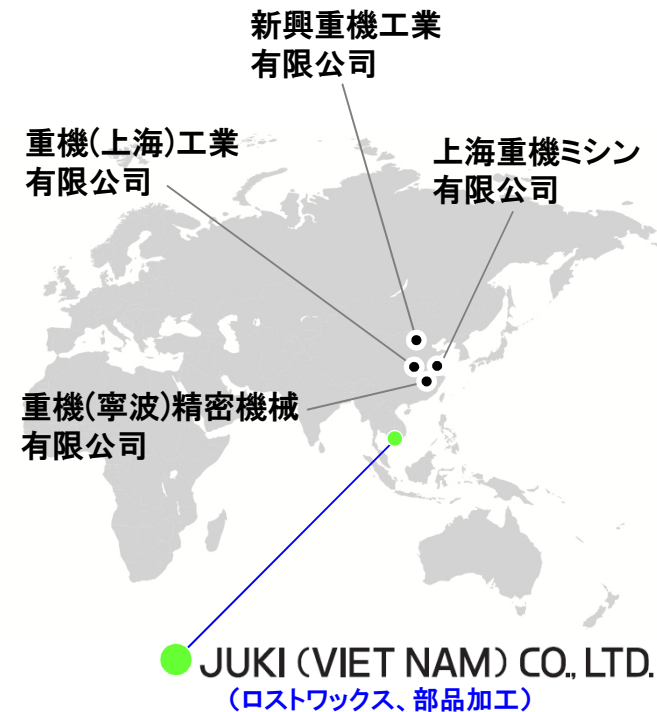 新興重機工業
有限公司
重機(上海)工業
有限公司
上海重機ミシン
有限公司
重機(寧波)精密機械
有限公司
JUKI (VIET NAM) CO., LTD.
(ロストワックス、部品加工)